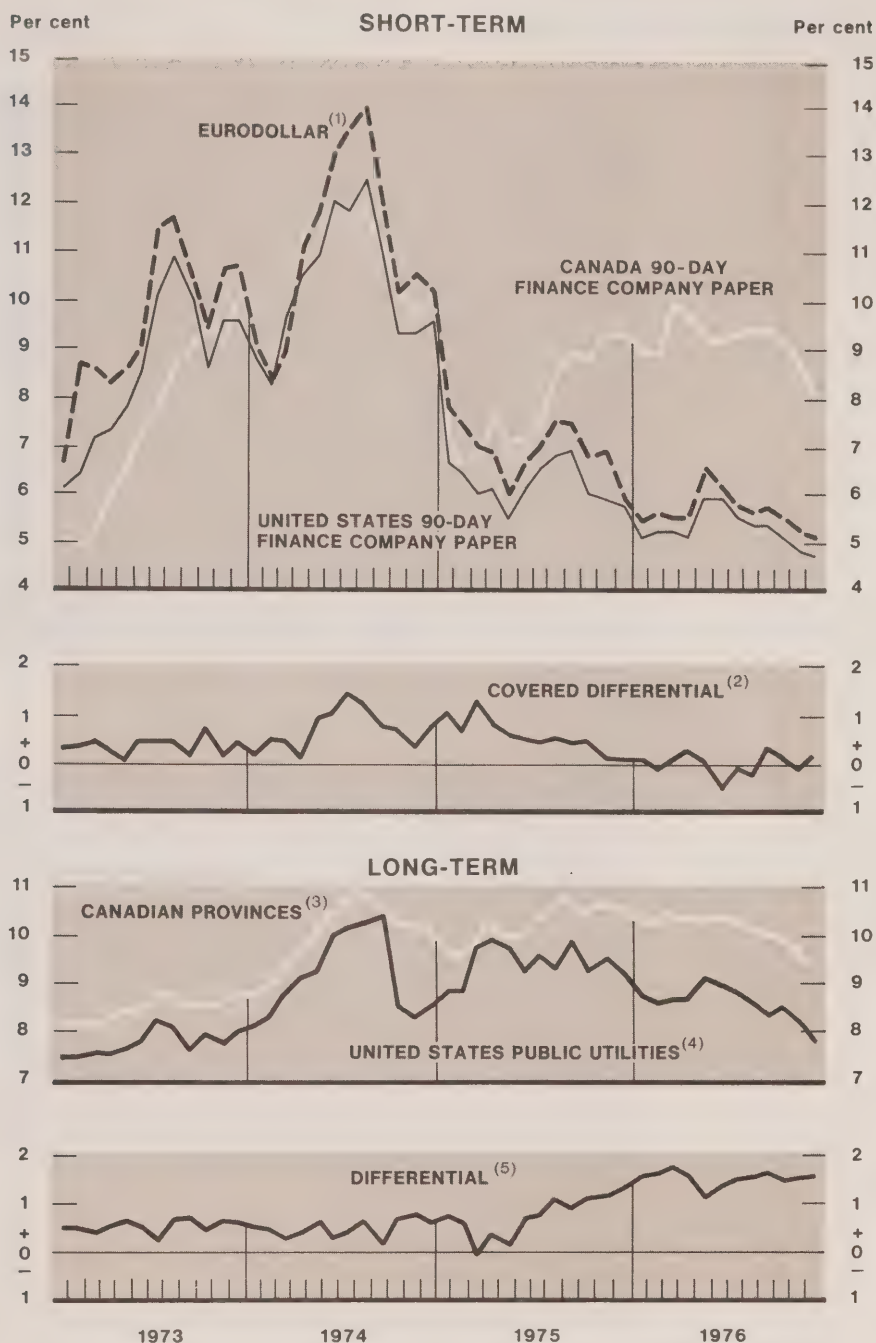 Per cent SHORT-TERM Per cent
15 15
14 14
EURODOLLAR(1)
13 13
12 12
11 11
CANADA 90-DAY
FINANCE COMPANY PAPER
10 10
9 9
8 8
7 7
6 6
UNITED STATES 90-DAY
FINANCE COMPANY PAPER
5 5
4 4
2 2
COVERED DIFFERENTIAL(2)
1 1
+ +
0 0
– –
1 1
LONG-TERM
11 11
CANADIAN PROVINCES(3)
10 10
9 9
8 8
UNITED STATES PUBLIC UTILITIES(4)
7 7
2 2
DIFFERENTIAL(5)
1 1
+ +
0 0
– –
1 1
1973 1974 1975 1976